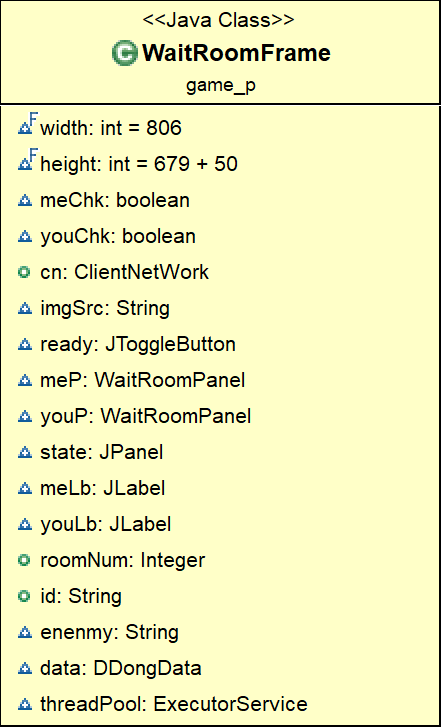 <<Java Class>>
C WaitRoomFrame
game_p
F width: int = 806
F height: int = 679 + 50
meChk: boolean
youChk: boolean
cn: ClientNetWork
imgSrc: String
ready: JToggleButton
meP: WaitRoomPanel
youP: WaitRoomPanel
state: JPanel
meLb: JLabel
youLb: JLabel
roomNum: Integer
id: String
enenmy: String
data: DDongData
threadPool: ExecutorService